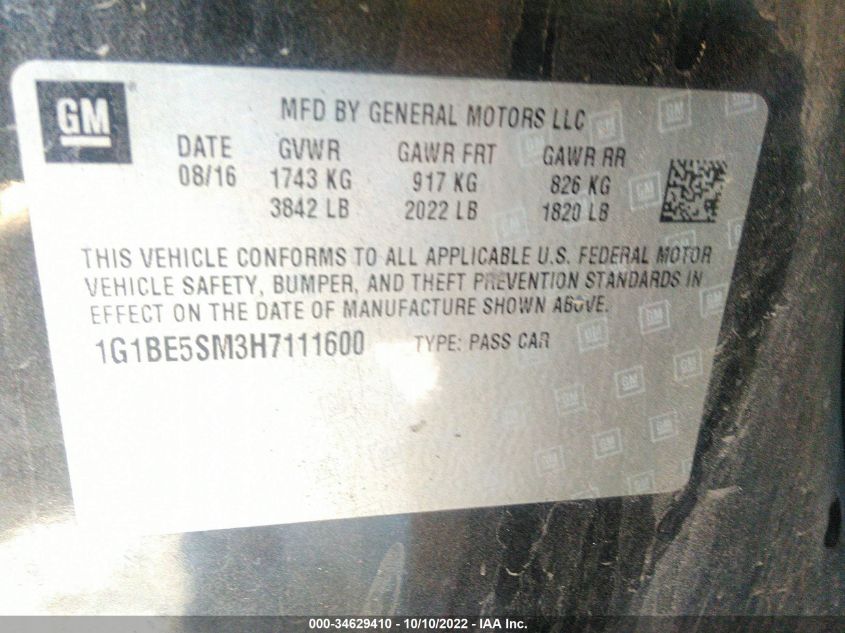 GM
MFD BY GENERAL MOTORS LLC
DATE GVWR GAWR FRT GAWR RR
08/16 1743 KG 917 KG 826 KG
3842 LB 2022 LB 1820 LB
THIS VEHICLE CONFORMS TO ALL APPLICABLE U.S. FEDERAL MOTOR
VEHICLE SAFETY, BUMPER, AND THEFT PREVENTION STANDARDS IN
EFFECT ON THE DATE OF MANUFACTURE SHOWN ABOVE.
1G1BE5SM3H7111600 TYPE: PASS CAR
000-34629410 - 10/10/2022 - IAA Inc.